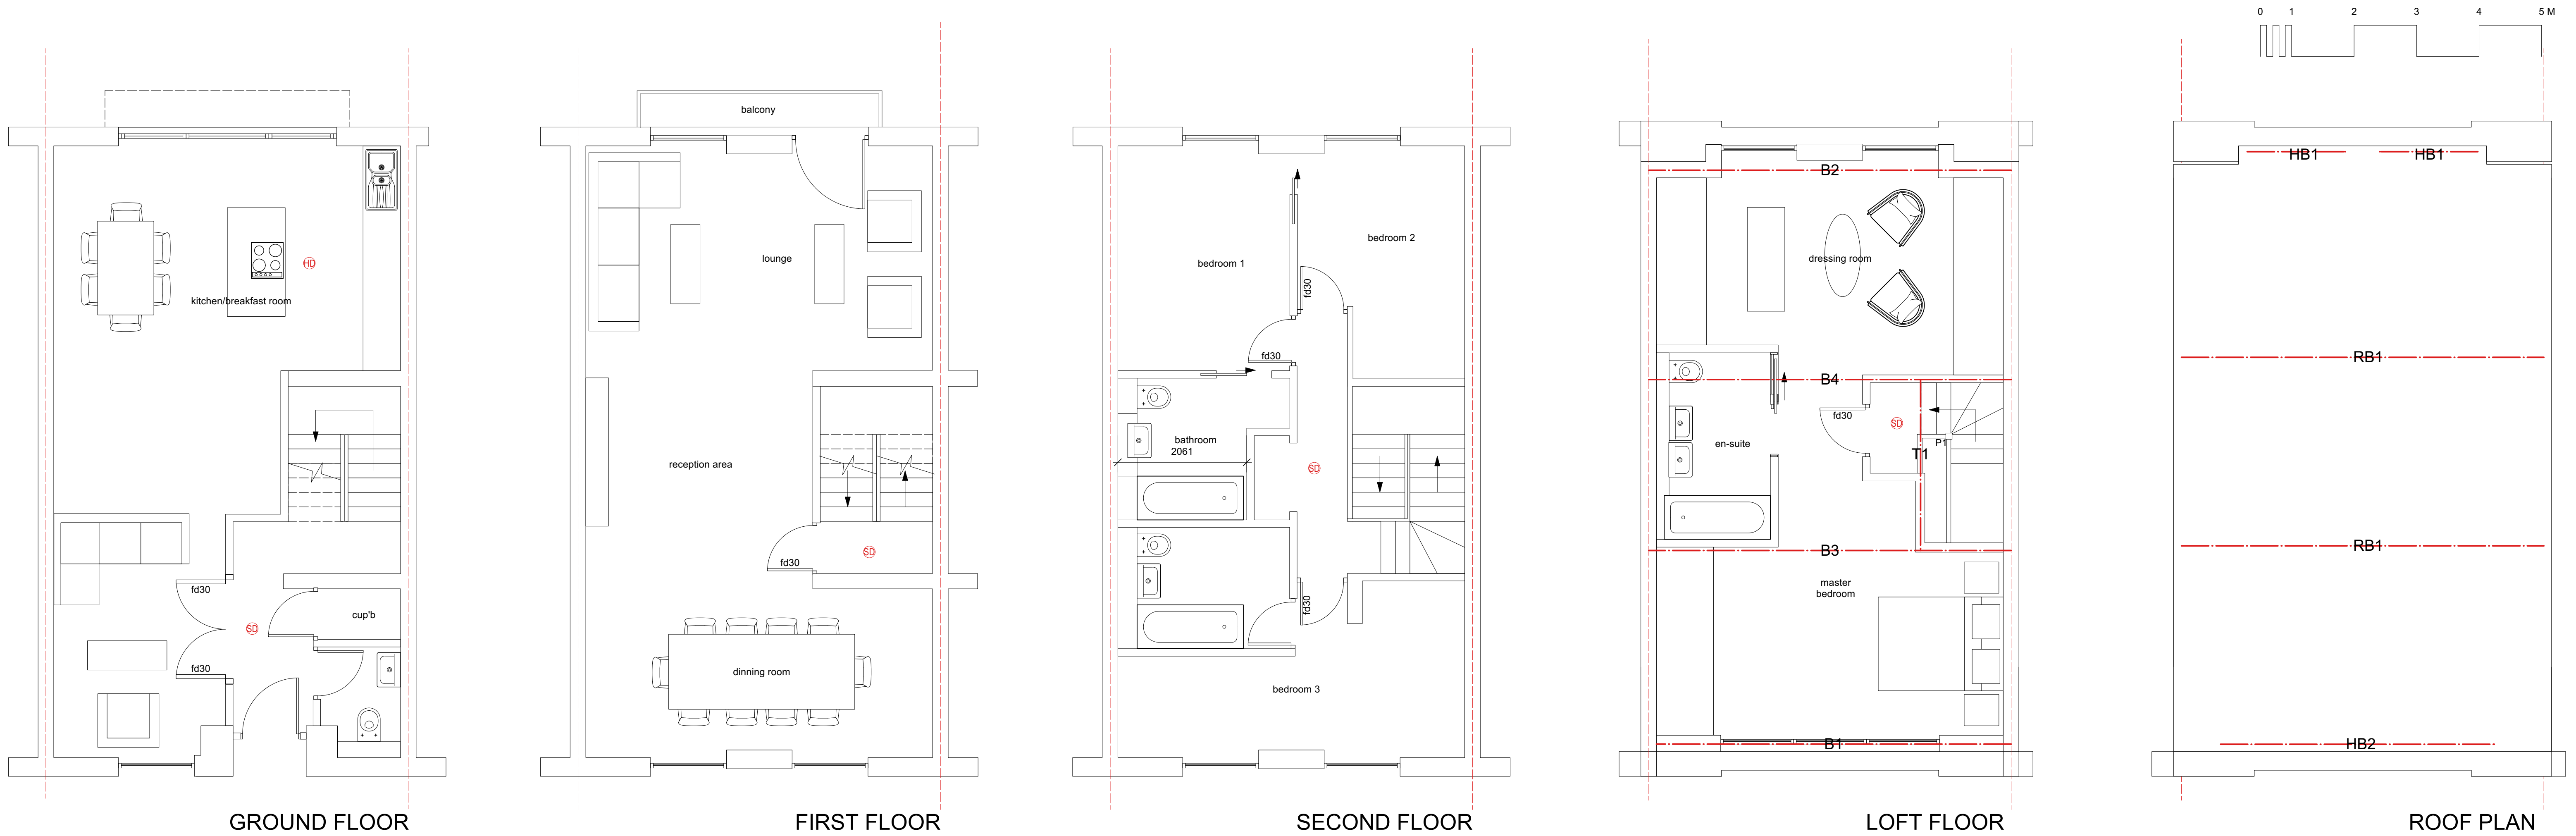 0 1 2 3 4 5 M
balcony
kitchen/breakfast room
HD
fd30
SD
fd30
cup'b
GROUND FLOOR
lounge
reception area
SD
fd30
dinning room
FIRST FLOOR
bedroom 1
bedroom 2
fd30
fd30
bathroom
2061
SD
fd30
bedroom 3
SECOND FLOOR
B2
dressing room
B4
fd30
SD
P1
en-suite
T1
B3
master
bedroom
B1
LOFT FLOOR
HB1 HB1
RB1
RB1
HB2
ROOF PLAN